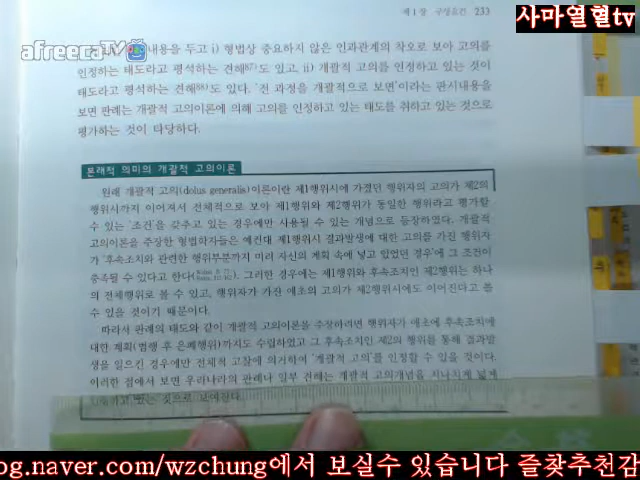 제1장 구성요건 233
사마열혈tv
afreecaTV
내용을 두고 i) 형법상 중요하지 않은 인과관계의 착오로 보아 고의를
인정하는 태도라고 평석하는 견해87)도 있고, ii) 개괄적 고의를 인정하고 있는 것이
태도라고 평석하는 견해88)도 있다. '전 과정을 개괄적으로 보면'이라는 판시내용을
보면 판례는 개괄적 고의이론에 의해 고의를 인정하고 있는 태도를 취하고 있는 것으로
평가하는 것이 타당하다.
본래적 의미의 개괄적 고의이론
원래 개괄적 고의(dolus generalis)이론이란 제1행위시에 가졌던 행위자의 고의가 제2의
행위시까지 이어져서 전체적으로 보아 제1행위와 제2행위가 동일한 행위라고 평가할
수 있는 '조건'을 갖추고 있는 경우에만 사용될 수 있는 개념으로 등장하였다. 개괄적
고의이론을 주장한 형법학자들은 예컨대 제1행위시 결과발생에 대한 고의를 가진 행위자
가 '후속조치와 관련한 행위부분까지 미리 자신의 계획 속에 넣고 있었던 경우'에 그 조건이
충족될 수 있다고 한다 그러한 경우에는 제1행위와 후속조치인 제2행위는 하나
의 전체행위로 볼 수 있고, 행위자가 가진 애초의 고의가 제2행위시에도 이어진다고 볼
수 있을 것이기 때문이다.
따라서 판례의 태도와 같이 개괄적 고의이론을 주장하려면 행위자가 애초에 후속조치에
대한 계획(범행 후 은폐행위)까지도 수립하였고 그 후속조치인 제2의 행위를 통해 결과발
생을 일으킨 경우에만 전체적 고찰에 의거하여 '개괄적 고의'를 인정할 수 있을 것이다.
이러한 점에서 보면 우리나라의 판례나 일부 견해는 개괄적 고의개념을 지나치게 넓게
있는 것으로 보여진다.
og.naver.com/wzchung에서 보실수 있습니다 즐찾추천감